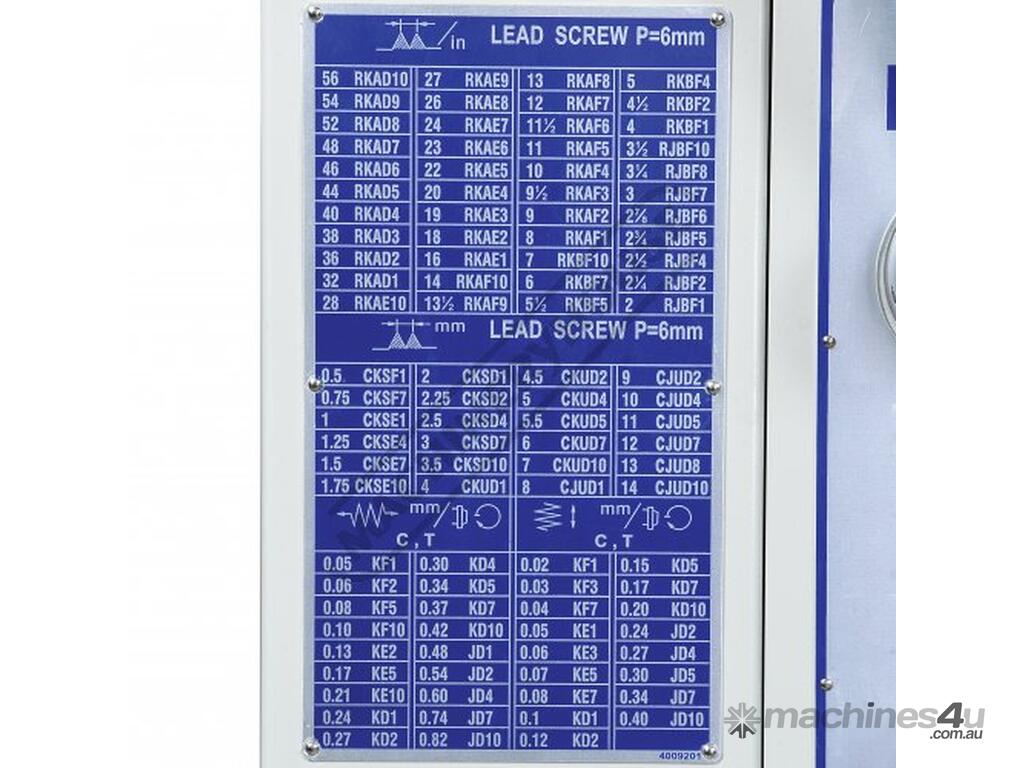 /in LEAD SCREW P=6mm
56 RKAD10 27 RKAE9 13 RKAF8 5 RKBF4
54 RKAD9 26 RKAE8 12 RKAF7 4½ RKBF2
52 RKAD8 24 RKAE7 11½ RKAF6 4 RKBF1
48 RKAD7 23 RKAE6 11 RKAF5 3½ RJBF10
46 RKAD6 22 RKAE5 10 RKAF4 3¼ RJBF8
44 RKAD5 20 RKAE4 9½ RKAF3 3 RJBF7
40 RKAD4 19 RKAE3 9 RKAF2 2⅞ RJBF6
38 RKAD3 18 RKAE2 8 RKAF1 2¾ RJBF5
36 RKAD2 16 RKAE1 7 RKBF10 2½ RJBF4
32 RKAD1 14 RKAF10 6 RKBF7 2¼ RJBF2
28 RKAE10 13½ RKAF9 5½ RKBF5 2 RJBF1
mm LEAD SCREW P=6mm
0.5 CKSF1 2 CKSD1 4.5 CKUD2 9 CJUD2
0.75 CKSF7 2.25 CKSD2 5 CKUD4 10 CJUD4
1 CKSE1 2.5 CKSD4 5.5 CKUD5 11 CJUD5
1.25 CKSE4 3 CKSD7 6 CKUD7 12 CJUD7
1.5 CKSE7 3.5 CKSD10 7 CKUD10 13 CJUD8
1.75 CKSE10 4 CKUD1 8 CJUD1 14 CJUD10
mm/ mm/
C , T C , T
0.05 KF1 0.30 KD4 0.02 KF1 0.15 KD5
0.06 KF2 0.34 KD5 0.03 KF3 0.17 KD7
0.08 KF5 0.37 KD7 0.04 KF7 0.20 KD10
0.10 KF10 0.42 KD10 0.05 KE1 0.24 JD2
0.13 KE2 0.48 JD1 0.06 KE3 0.27 JD4
0.17 KE5 0.54 JD2 0.07 KE5 0.30 JD5
0.21 KE10 0.60 JD4 0.08 KE7 0.34 JD7
0.24 KD1 0.74 JD7 0.1 KD1 0.40 JD10
0.27 KD2 0.82 JD10 0.12 KD2
4009201
machines4u
.com.au